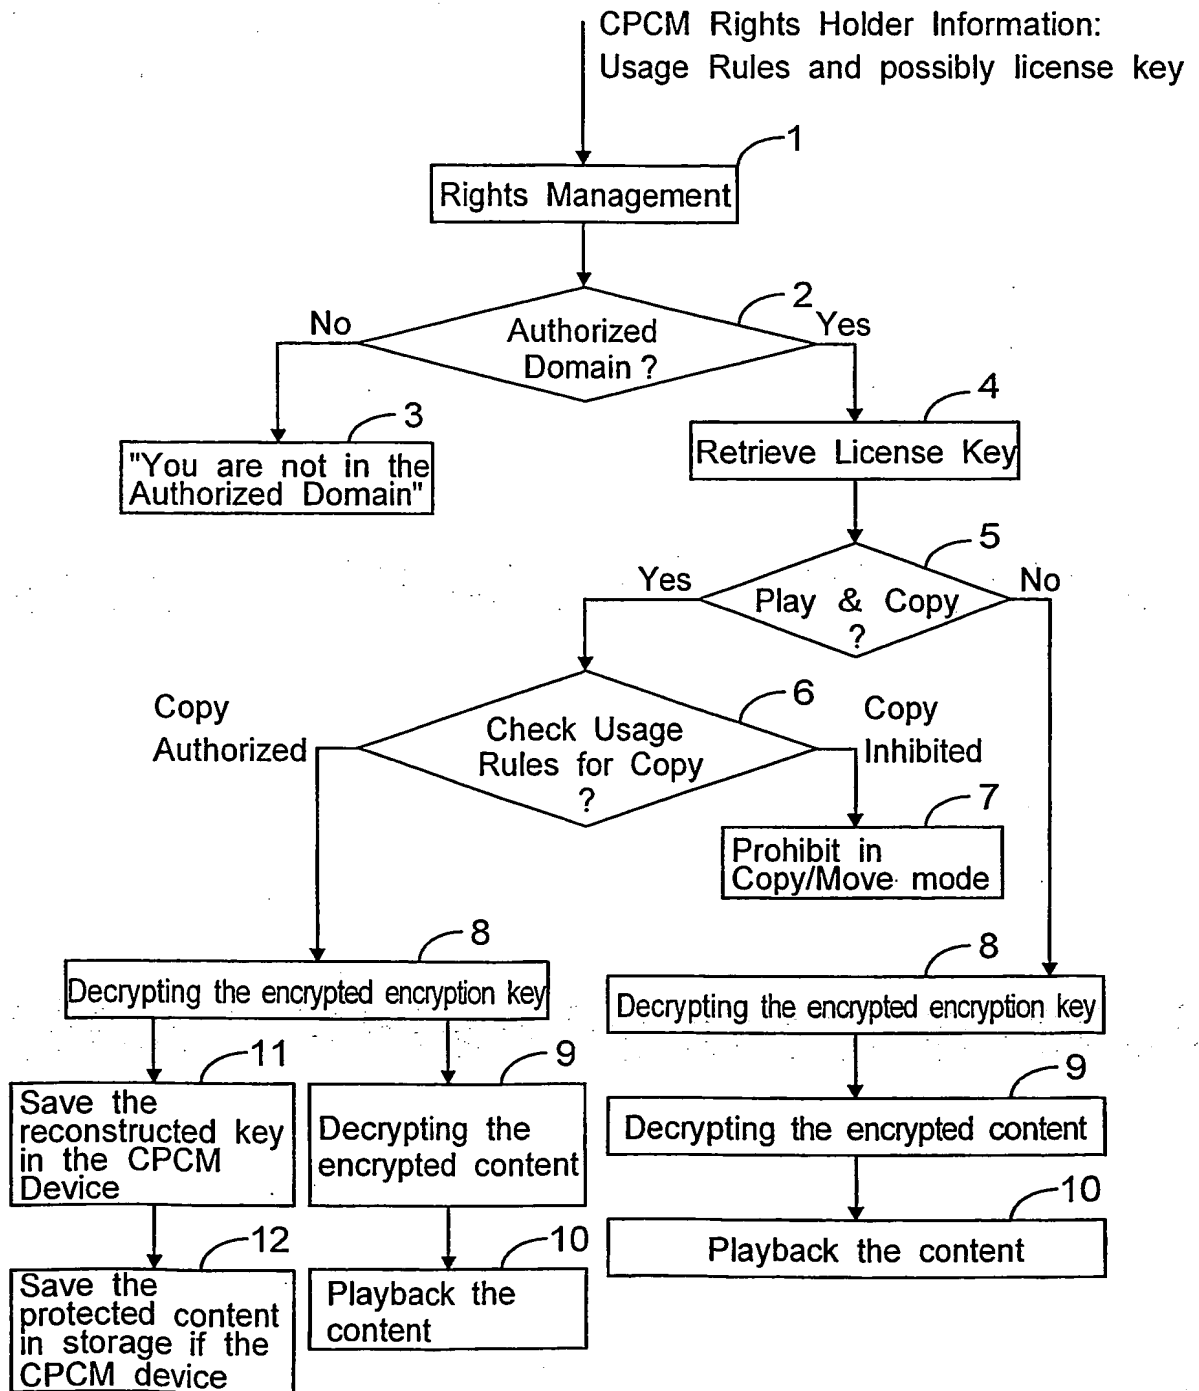 CPCM Rights Holder Information:
Usage Rules and possibly license key
1
Rights Management
2
No
Yes
Authorized
Domain ?
3
"You are not in the
Authorized Domain"
4
Retrieve License Key
5
Yes
No
Play & Copy
?
6
Copy
Authorized
Check Usage
Rules for Copy
?
Copy
Inhibited
7
Prohibit in
Copy/Move mode
8
Decrypting the encrypted encryption key
8
Decrypting the encrypted encryption key
11
Save the
reconstructed key
in the CPCM
Device
9
Decrypting the
encrypted content
9
Decrypting the encrypted content
12
Save the
protected content
in storage if the
CPCM device
10
Playback the
content
10
Playback the content